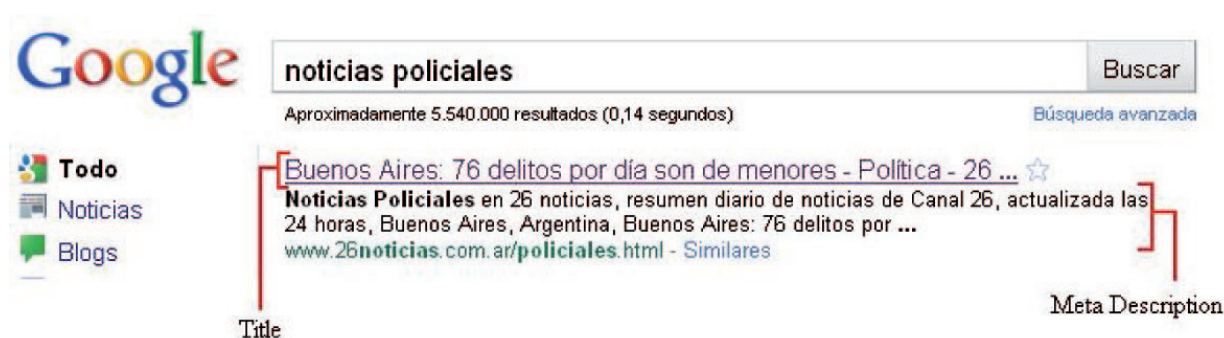 Google
noticias policiales
Buscar
Aproximadamente 5.540.000 resultados (0,14 segundos)
Búsqueda avanzada
Todo
Noticias
Blogs
Buenos Aires: 76 delitos por día son de menores - Política - 26 ...
Noticias Policiales en 26 noticias, resumen diario de noticias de Canal 26, actualizada las
24 horas, Buenos Aires, Argentina, Buenos Aires: 76 delitos por ...
www.26noticias.com.ar/policiales.html - Similares
Title
Meta Description